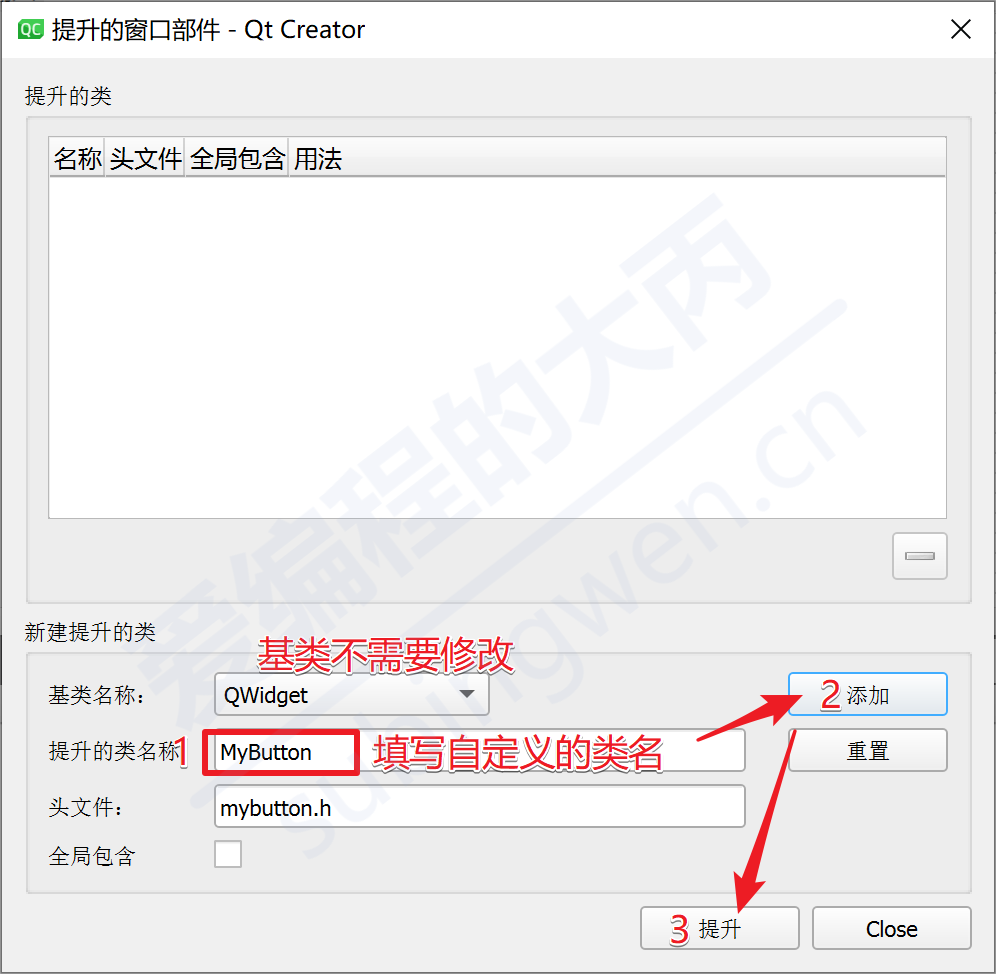 QC 提升的窗口部件 - Qt Creator
提升的类
名称 头文件 全局包含 用法
爱编程的大丙
subingwen.cn
新建提升的类
基类不需要修改
基类名称： QWidget 2 添加
提升的类名称 1 MyButton 填写自定义的类名 重置
头文件： mybutton.h
全局包含
3 提升 Close